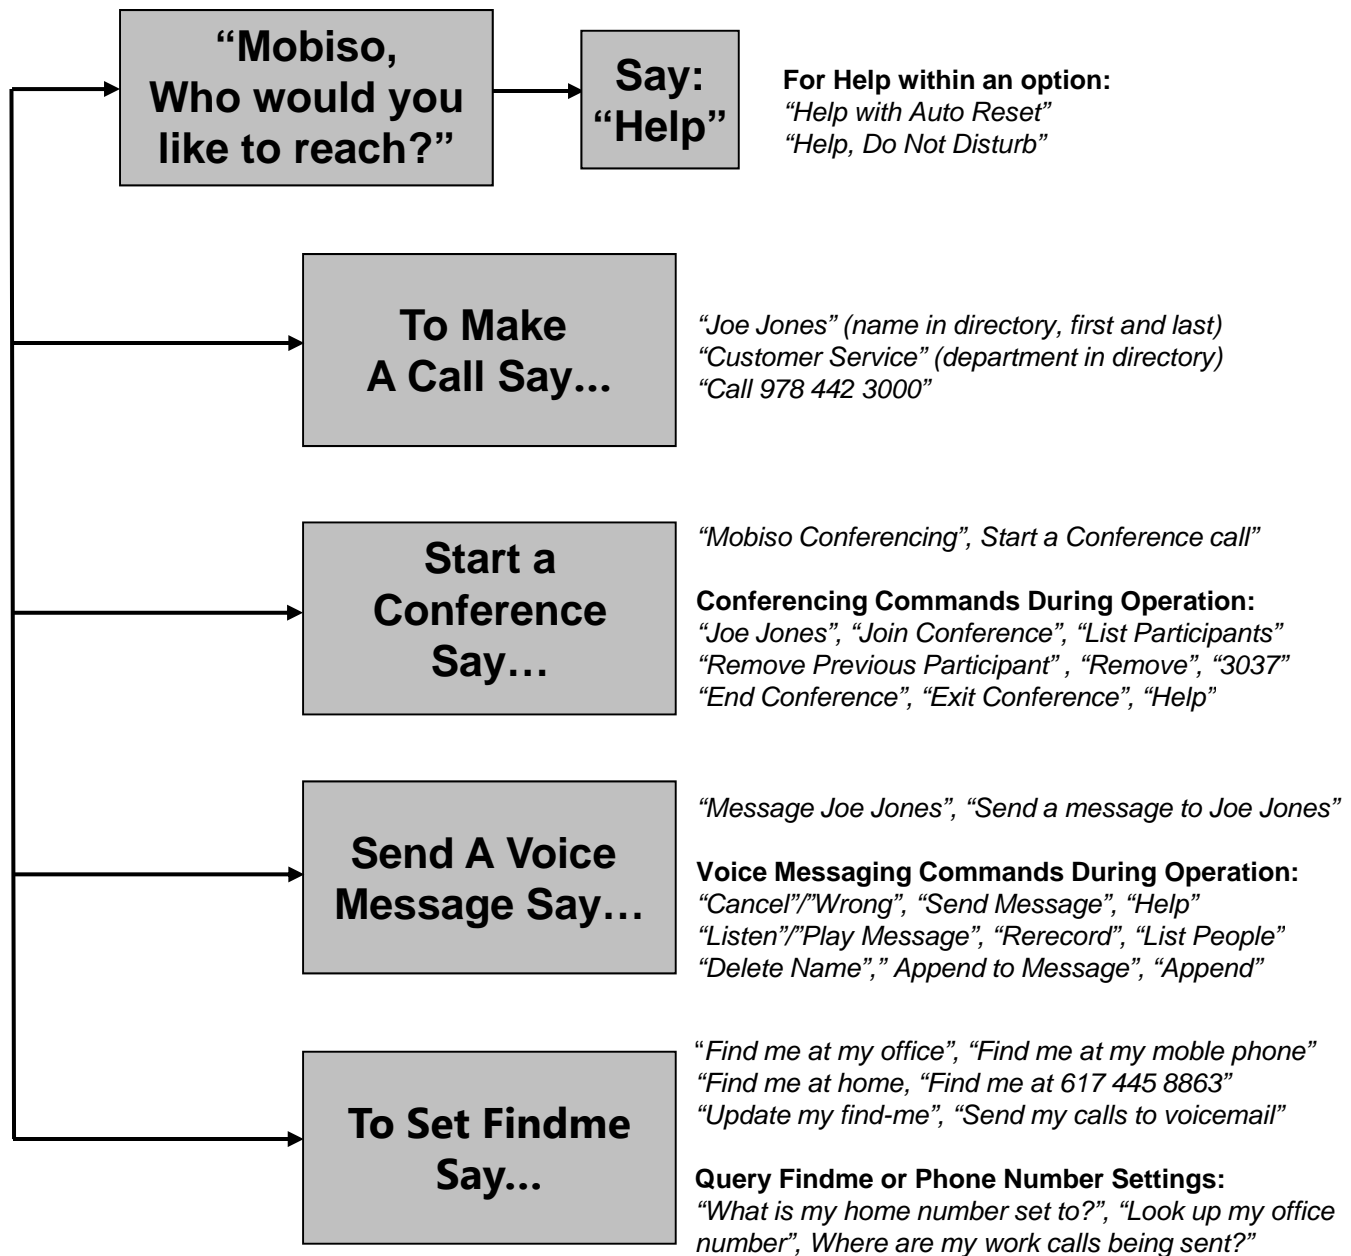 “Mobiso,
Who would you
like to reach?”
Say:
“Help”
For Help within an option:
“Help with Auto Reset”
“Help, Do Not Disturb”
To Make
A Call Say...
“Joe Jones” (name in directory, first and last)
“Customer Service” (department in directory)
“Call 978 442 3000”
Start a
Conference
Say…
“Mobiso Conferencing”, Start a Conference call”
Conferencing Commands During Operation:
“Joe Jones”, “Join Conference”, “List Participants”
“Remove Previous Participant” , “Remove”, “3037”
“End Conference”, “Exit Conference”, “Help”
Send A Voice
Message Say…
“Message Joe Jones”, “Send a message to Joe Jones”
Voice Messaging Commands During Operation:
“Cancel”/”Wrong”, “Send Message”, “Help”
“Listen”/”Play Message”, “Rerecord”, “List People”
“Delete Name”,” Append to Message”, “Append”
To Set Findme
Say…
“Find me at my office”, “Find me at my moble phone”
“Find me at home, “Find me at 617 445 8863”
“Update my find-me”, “Send my calls to voicemail”
Query Findme or Phone Number Settings:
“What is my home number set to?”, “Look up my office
number”, Where are my work calls being sent?”